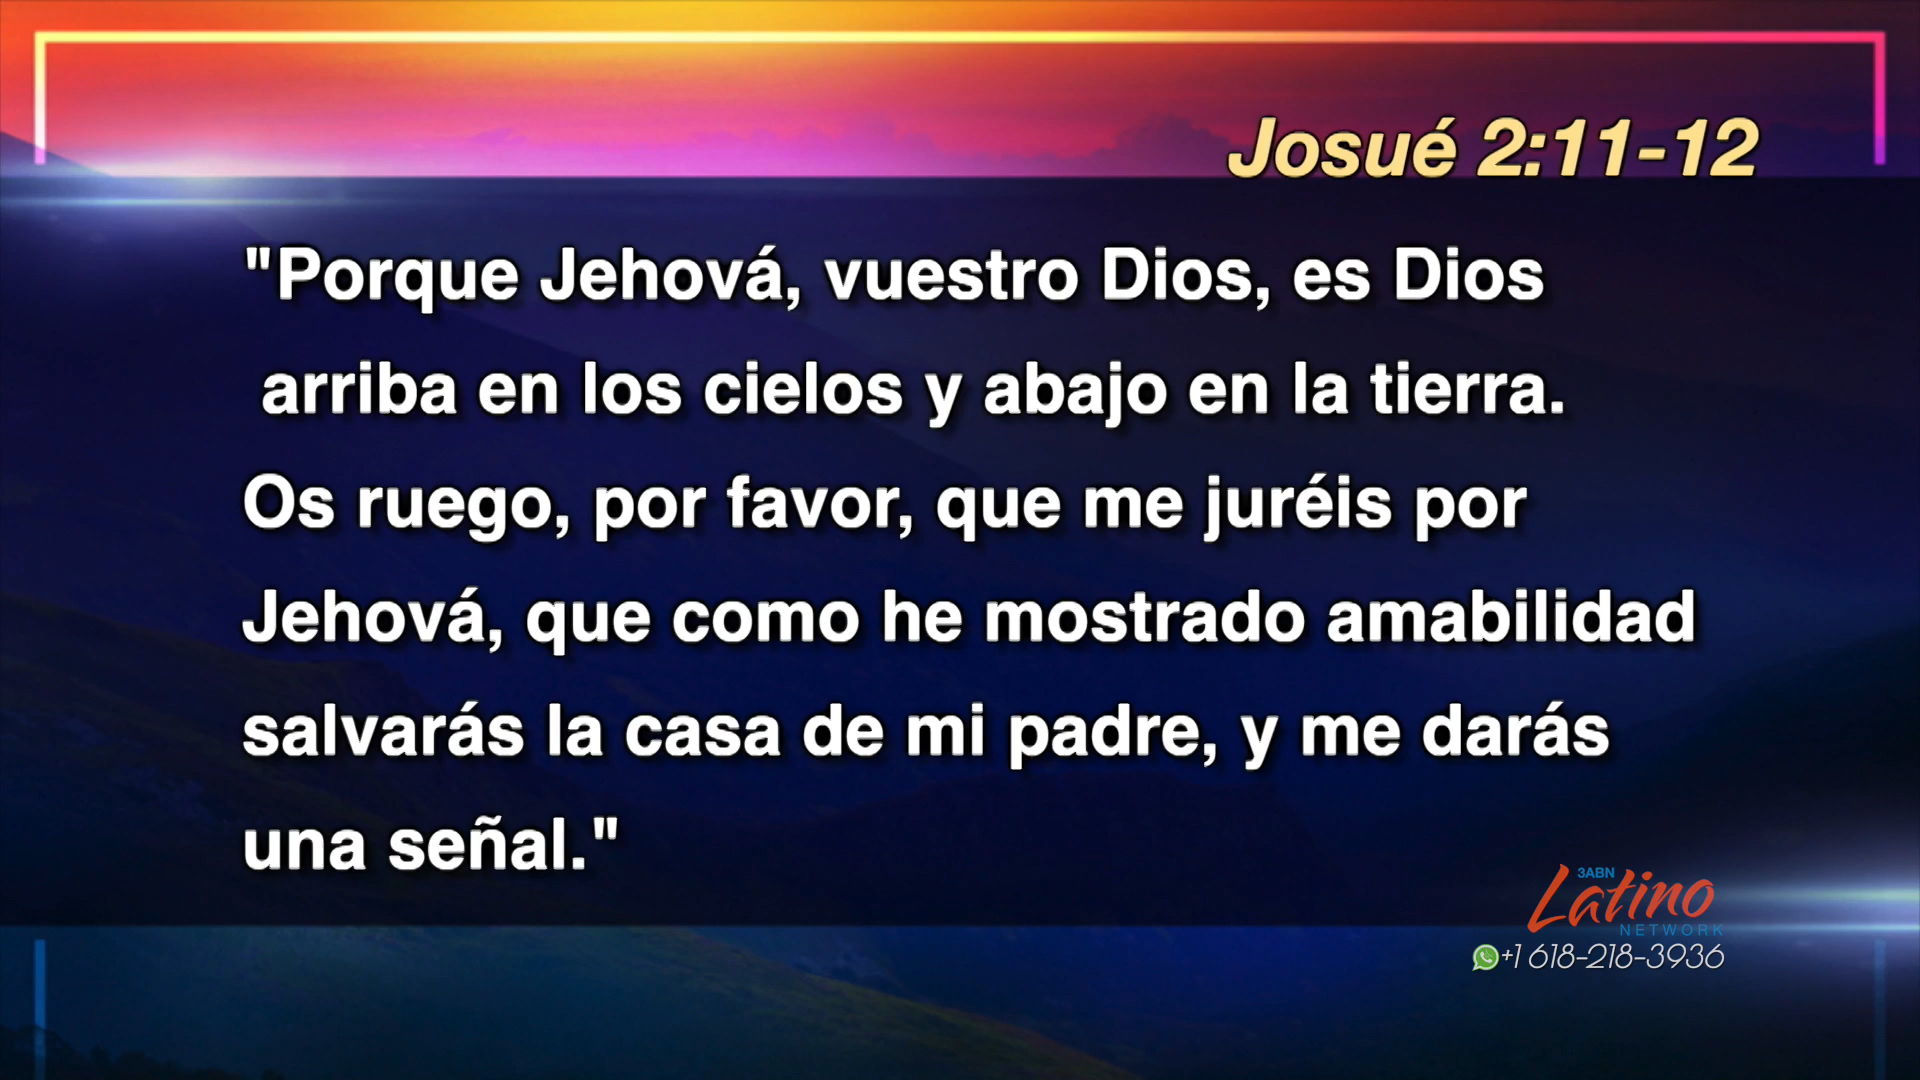 Josué 2:11-12
"Porque Jehová, vuestro Dios, es Dios
arriba en los cielos y abajo en la tierra.
Os ruego, por favor, que me juréis por
Jehová, que como he mostrado amabilidad
salvarás la casa de mi padre, y me darás
una señal."
3ABN
Latino
NETWORK
+1 618-218-3936